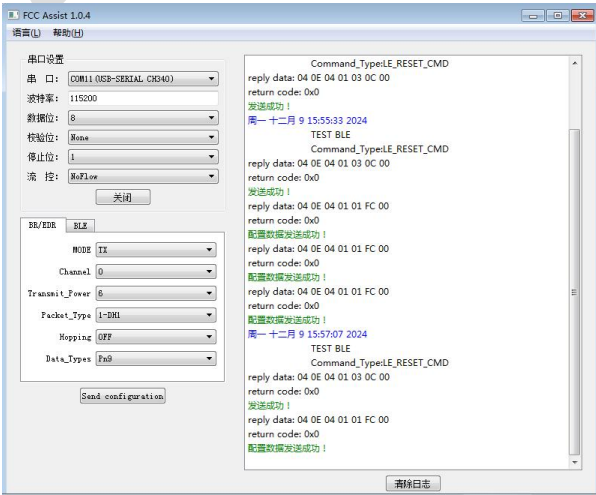 FCC Assist 1.0.4
语言(L) 帮助(H)
串口设置
串 口: COM11 (USB-SERIAL CH340)
波特率: 115200
数据位: 8
校验位: None
停止位: 1
流 控: NoFlow
关闭
BR/EDR BLE
MODE TX
Channel 0
Transmit_Power 6
Packet_Type 1-DH1
Hopping OFF
Data_Types Pn9
Send configuration
Command_Type:LE_RESET_CMD
reply data: 04 0E 04 01 03 0C 00
return code: 0x0
发送成功！
周一 十二月 9 15:55:33 2024
TEST BLE
Command_Type:LE_RESET_CMD
reply data: 04 0E 04 01 03 0C 00
return code: 0x0
发送成功！
reply data: 04 0E 04 01 01 FC 00
return code: 0x0
配置数据发送成功！
reply data: 04 0E 04 01 01 FC 00
return code: 0x0
配置数据发送成功！
reply data: 04 0E 04 01 01 FC 00
return code: 0x0
配置数据发送成功！
周一 十二月 9 15:57:07 2024
TEST BLE
Command_Type:LE_RESET_CMD
reply data: 04 0E 04 01 03 0C 00
return code: 0x0
发送成功！
reply data: 04 0E 04 01 01 FC 00
return code: 0x0
配置数据发送成功！
清除日志